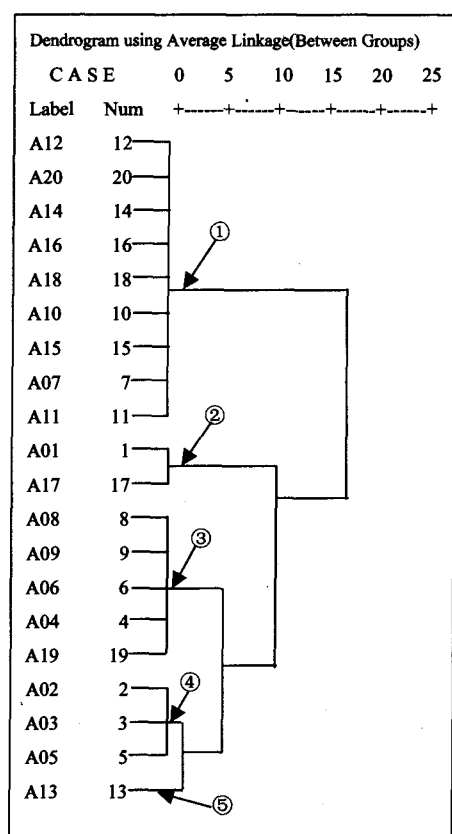 Dendrogram using Average Linkage(Between Groups)
C A S E 0 5 10 15 20 25
Label Num +------+------+------+------+------+
A12 12
A20 20
A14 14
A16 16
①
A18 18
A10 10
A15 15
A07 7
A11 11
②
A01 1
A17 17
A08 8
③
A09 9
A06 6
A04 4
A19 19
A02 2
④
A03 3
A05 5
A13 13
⑤